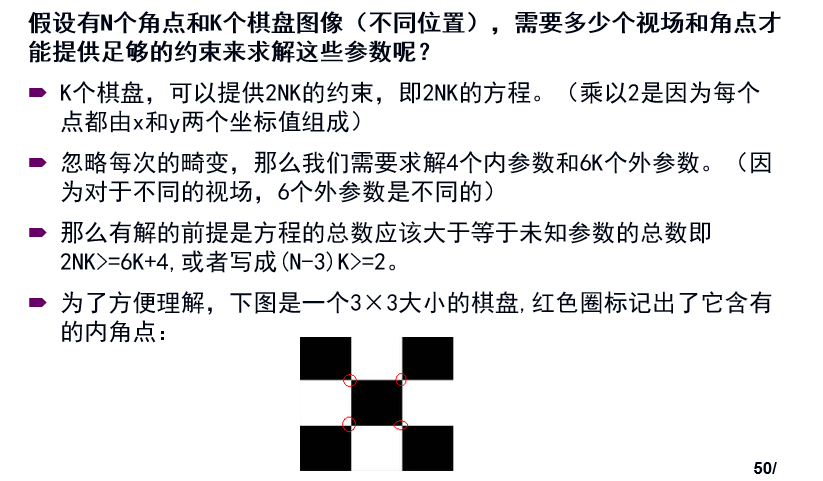 假设有N个角点和K个棋盘图像（不同位置），需要多少个视场和角点才
能提供足够的约束来求解这些参数呢？
K个棋盘，可以提供2NK的约束，即2NK的方程。（乘以2是因为每个
点都由x和y两个坐标值组成）
忽略每次的畸变，那么我们需要求解4个内参数和6K个外参数。（因
为对于不同的视场，6个外参数是不同的）
那么有解的前提是方程的总数应该大于等于未知参数的总数即
2NK>=6K+4,或者写成(N-3)K>=2。
为了方便理解，下图是一个3×3大小的棋盘,红色圈标记出了它含有
的内角点：
50/